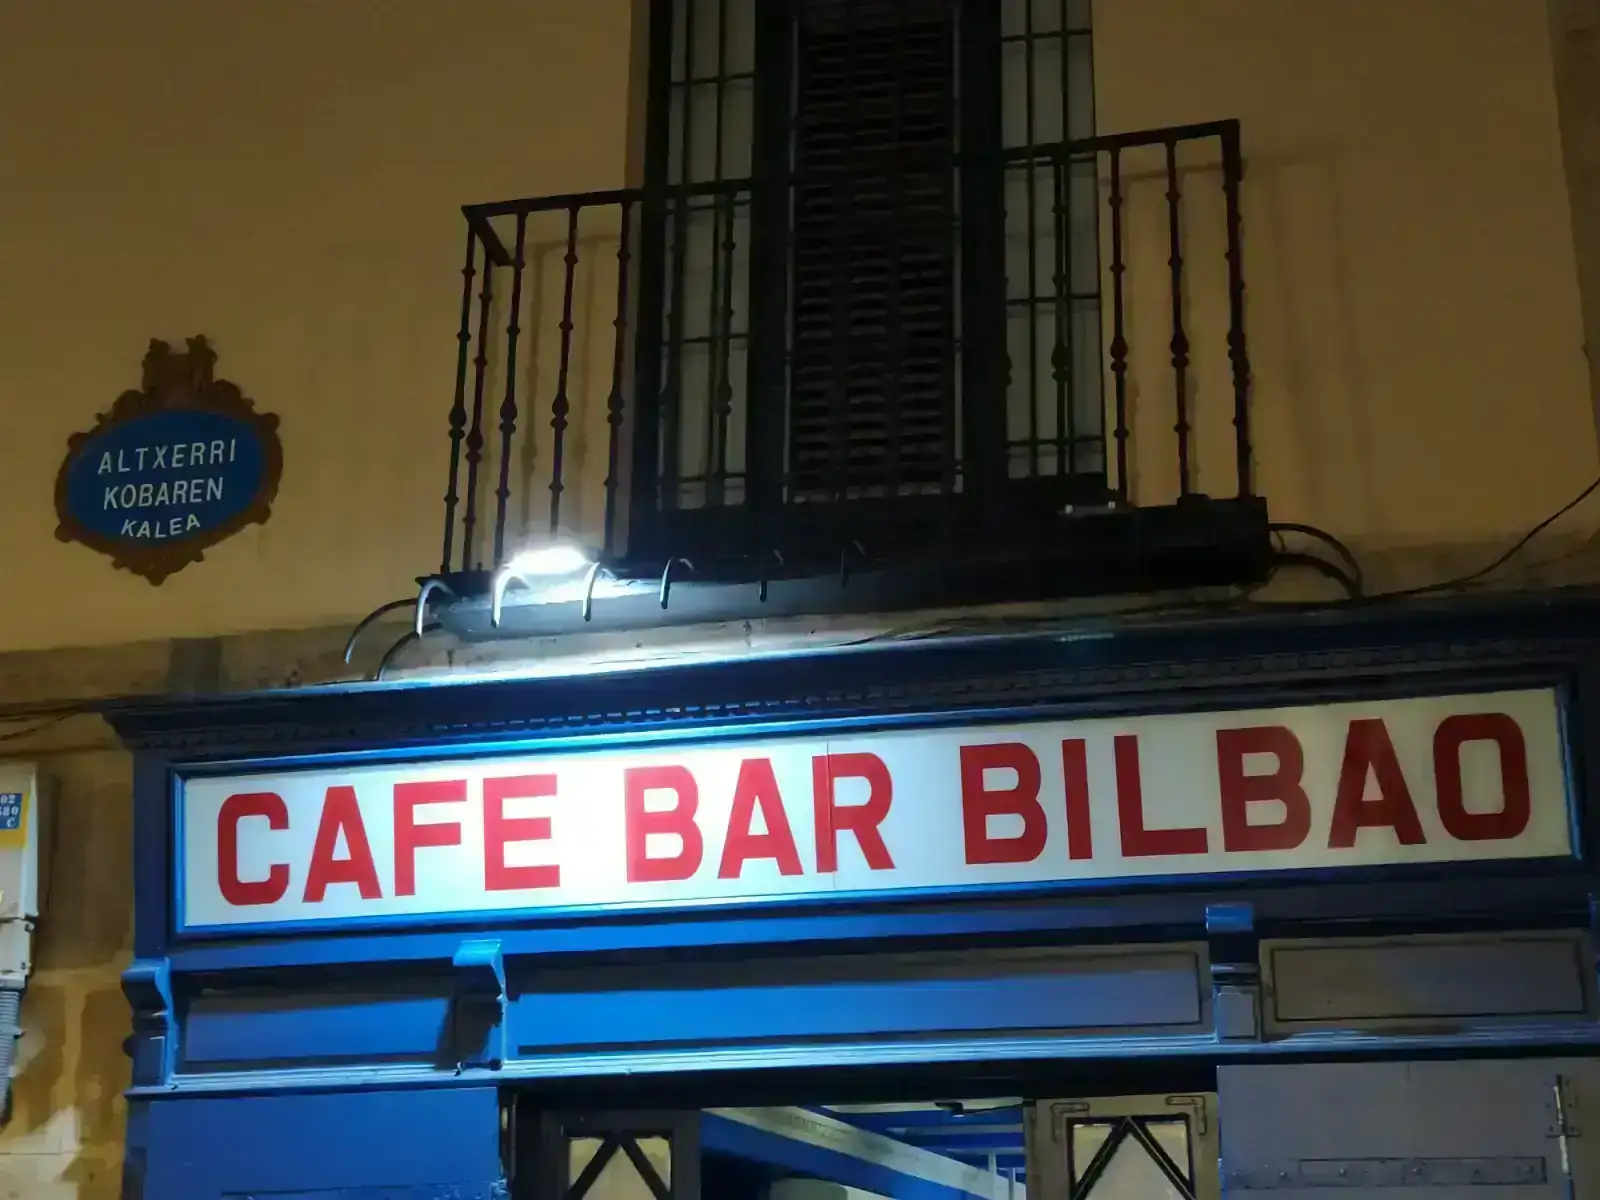 ALTXERRI
KOBAREN
KALEA
CAFE BAR BILBAO